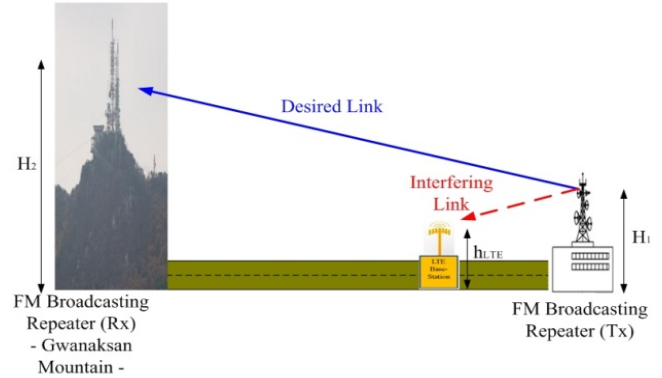 Desired Link
H₂
Interfering
Link
H₁
hLTE
LTE
Base-
Station
FM Broadcasting
Repeater (Rx)
- Gwanaksan
Mountain -
FM Broadcasting
Repeater (Tx)